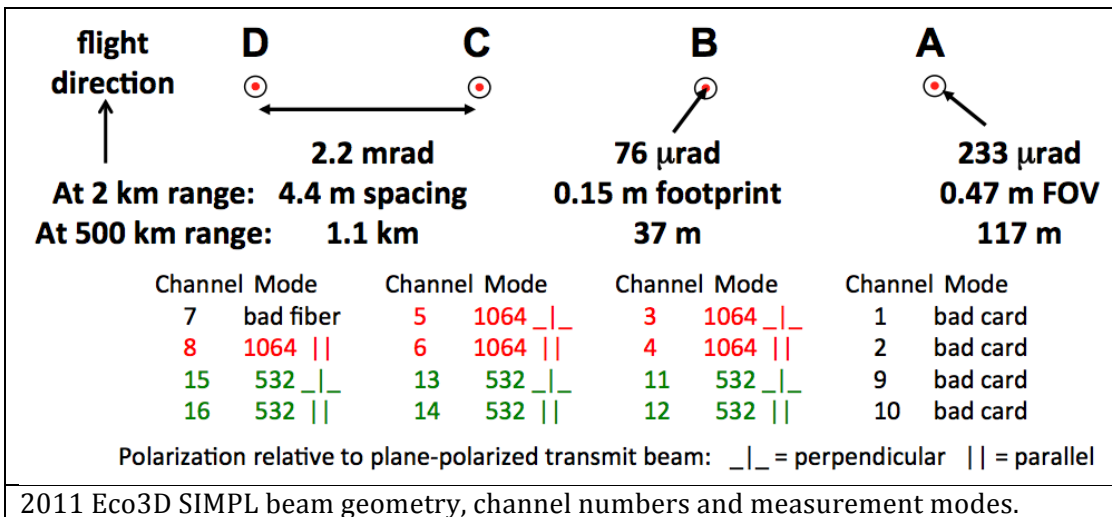 flight direction D C B A
2.2 mrad 76 μrad 233 μrad
At 2 km range: 4.4 m spacing 0.15 m footprint 0.47 m FOV
At 500 km range: 1.1 km 37 m 117 m
Channel Mode Channel Mode Channel Mode Channel Mode
7 bad fiber 5 1064 _|_ 3 1064 _|_ 1 bad card
8 1064 || 6 1064 || 4 1064 || 2 bad card
15 532 _|_ 13 532 _|_ 11 532 _|_ 9 bad card
16 532 || 14 532 || 12 532 || 10 bad card
Polarization relative to plane-polarized transmit beam: _|_ = perpendicular || = parallel
2011 Eco3D SIMPL beam geometry, channel numbers and measurement modes.